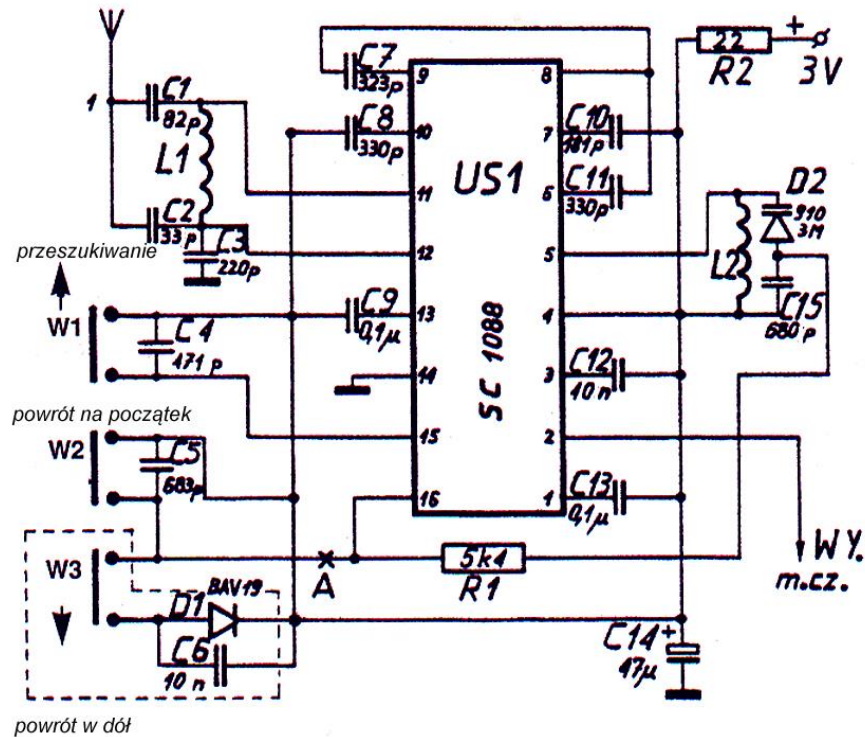 C7
323p
C1
82p
1
L1
C2
33p
C3
220p
przeszukiwanie
W1
C4
471 p
powrót na początek
W2
C5
683p
W3
D1
BAV19
C6
10 n
powrót w dół
C8
330p
C9
0,1µ
9
10
11
12
13
14
15
16
US1
SC 1088
8
7
6
5
4
3
2
1
C10
181p
C11
330p
C12
10 n
C13
0,1µ
22
R2
+
3V
D2
910
3M
L2
C15
680 p
A
5k4
R1
WY.
m.cz.
C14
+
47µ